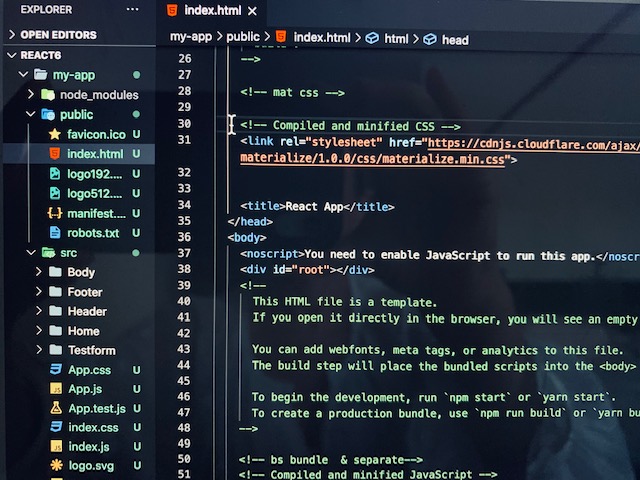 EXPLORER
OPEN EDITORS
REACT6
my-app
node_modules
public
favicon.ico U
index.html U
logo192.... U
logo512.... U
manifest.... U
robots.txt U
src
Body
Footer
Header
Home
Testform
App.css U
App.js U
App.test.js U
index.css U
index.js U
logo.svg U
index.html
my-app > public > index.html > html > head
26 -->
27
28 <!-- mat css -->
29
30 <!-- Compiled and minified CSS -->
31 <link rel="stylesheet" href="https://cdnjs.cloudflare.com/ajax/
materialize/1.0.0/css/materialize.min.css">
32
33
34 <title>React App</title>
35 </head>
36 <body>
37 <noscript>You need to enable JavaScript to run this app.</noscr
38 <div id="root"></div>
39 <!--
40 This HTML file is a template.
41 If you open it directly in the browser, you will see an empty
42
43 You can add webfonts, meta tags, or analytics to this file.
44 The build step will place the bundled scripts into the <body>
45
46 To begin the development, run `npm start` or `yarn start`.
47 To create a production bundle, use `npm run build` or `yarn bu
48 -->
49
50 <!-- bs bundle & separate-->
51 <!-- Compiled and minified JavaScript -->